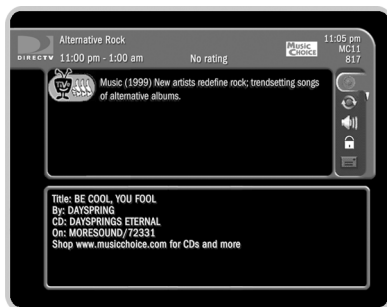 Alternative Rock
11:05 pm
Music Choice
MC11
DIRECTV
11:00 pm - 1:00 am
No rating
817
TiVo
Music (1999) New artists redefine rock; trendsetting songs
of alternative albums.
Title: BE COOL, YOU FOOL
By: DAYSPRING
CD: DAYSPRINGS ETERNAL
On: MORESOUND/72331
Shop www.musicchoice.com for CDs and more